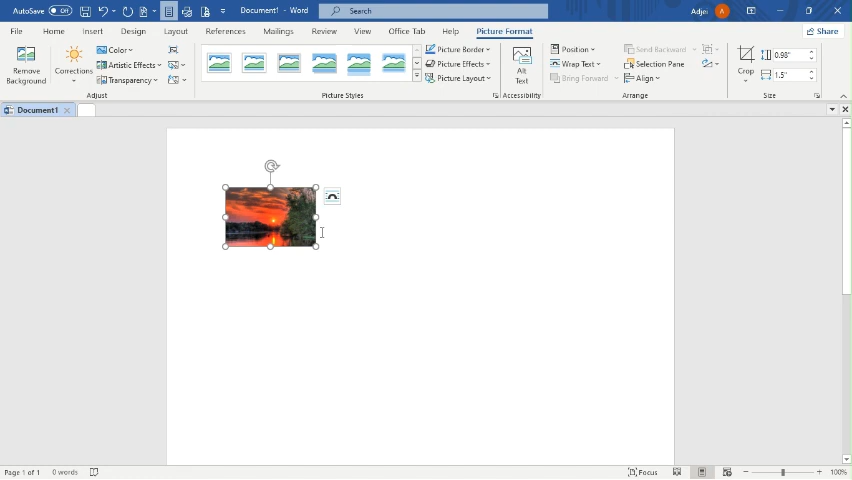 AutoSave Off Document1 - Word Search Adjei A
File Home Insert Design Layout References Mailings Review View Office Tab Help Picture Format Share
Remove Background Corrections Color Artistic Effects Transparency
Picture Border Picture Effects Picture Layout
Alt Text
Position Wrap Text Bring Forward Send Backward Selection Pane Align
Crop 0.98" 1.5"
Adjust Picture Styles Accessibility Arrange Size
Document1
Page 1 of 1 0 words Focus 100%